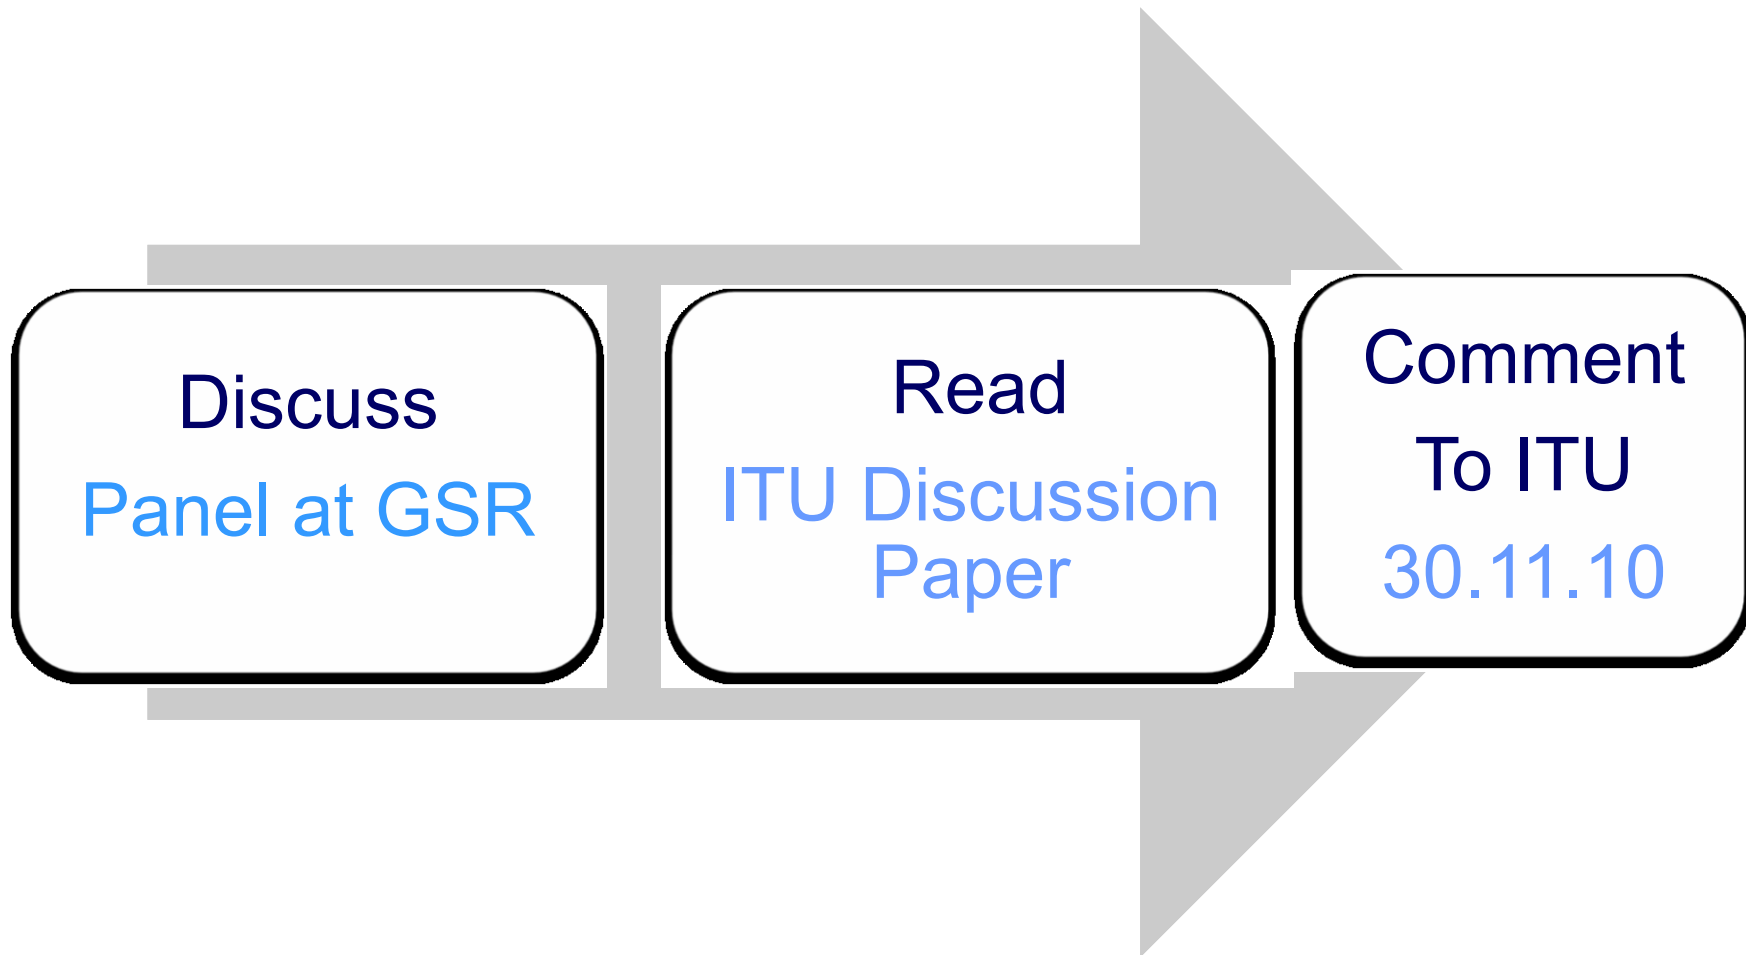 Discuss
Panel at GSR
Read
ITU Discussion
Paper
Comment
To ITU
30.11.10